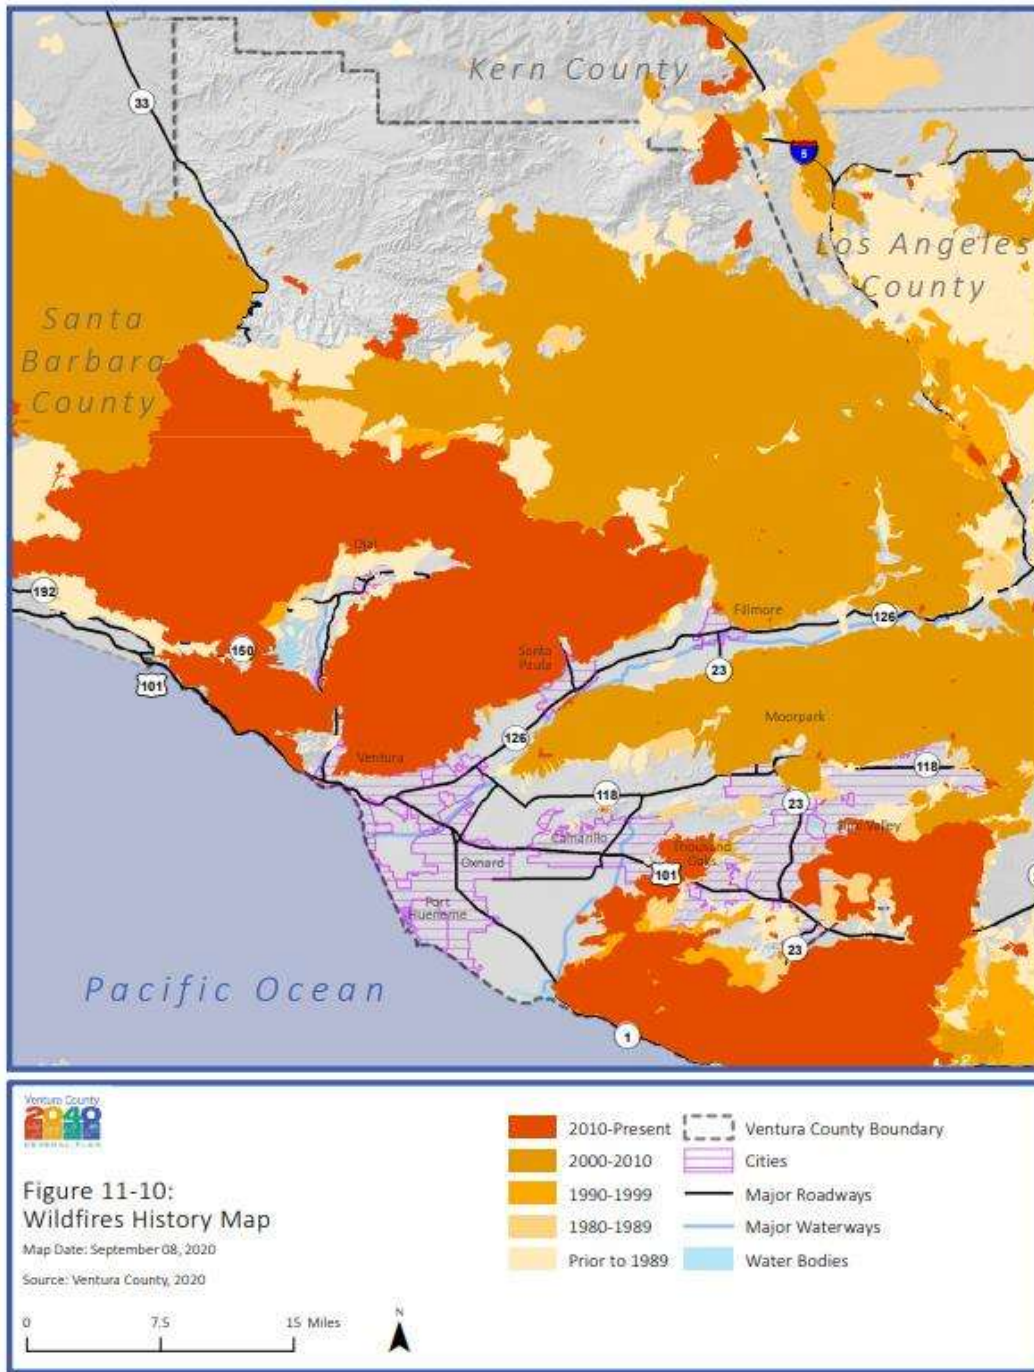 Kern County
33
5
Los Angeles
County
Santa
Barbara
County
Ojai
192
Fillmore
126
150
Santa
Paula
23
101
Moorpark
126
Ventura
118
118
23
Simi Valley
Camarillo
Thousand
Oaks
Oxnard
101
Port
Hueneme
23
Pacific Ocean
1
Ventura County
2040
GENERAL PLAN
Figure 11-10:
Wildfires History Map
Map Date: September 08, 2020
Source: Ventura County, 2020
0 7.5 15 Miles
N
2010-Present
2000-2010
1990-1999
1980-1989
Prior to 1989
Ventura County Boundary
Cities
Major Roadways
Major Waterways
Water Bodies